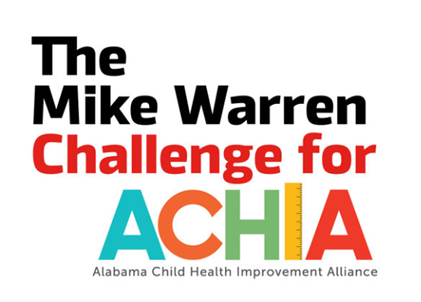 The
Mike Warren
Challenge for
ACHIA
Alabama Child Health Improvement Alliance